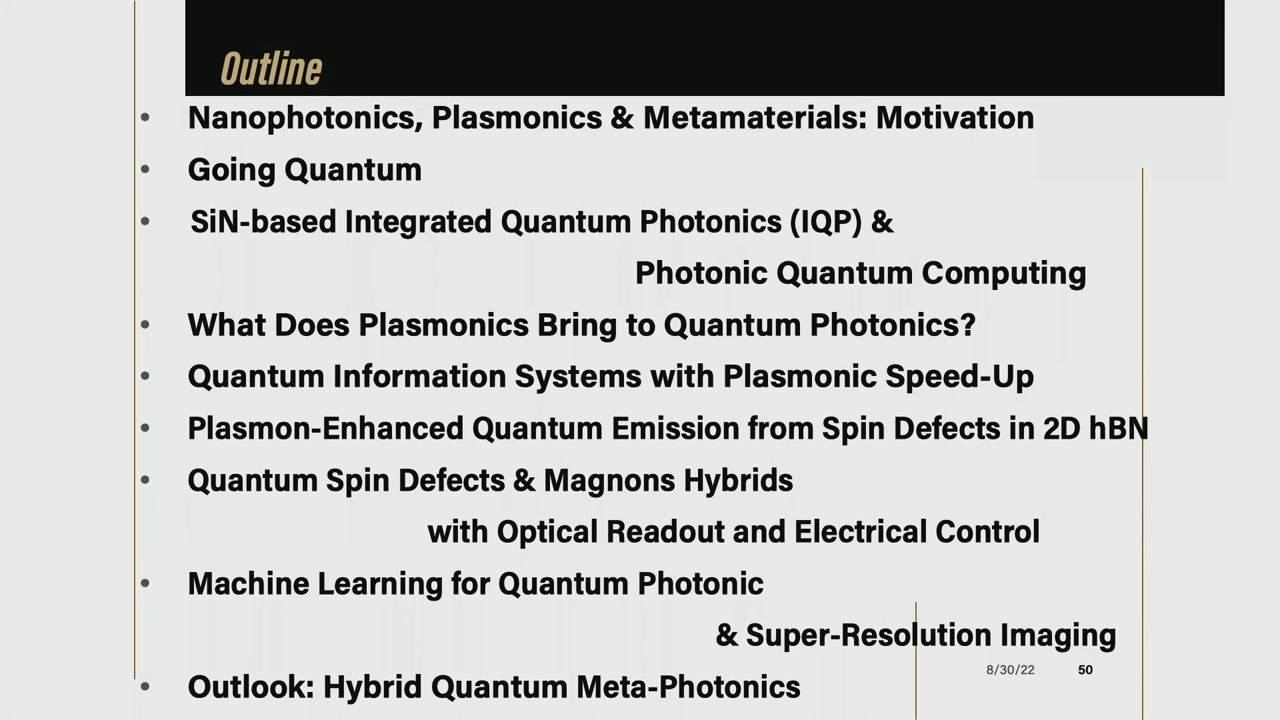 Outline
• Nanophotonics, Plasmonics & Metamaterials: Motivation
• Going Quantum
• SiN-based Integrated Quantum Photonics (IQP) &
Photonic Quantum Computing
• What Does Plasmonics Bring to Quantum Photonics?
• Quantum Information Systems with Plasmonic Speed-Up
• Plasmon-Enhanced Quantum Emission from Spin Defects in 2D hBN
• Quantum Spin Defects & Magnons Hybrids
with Optical Readout and Electrical Control
• Machine Learning for Quantum Photonic
& Super-Resolution Imaging
8/30/22 50
• Outlook: Hybrid Quantum Meta-Photonics